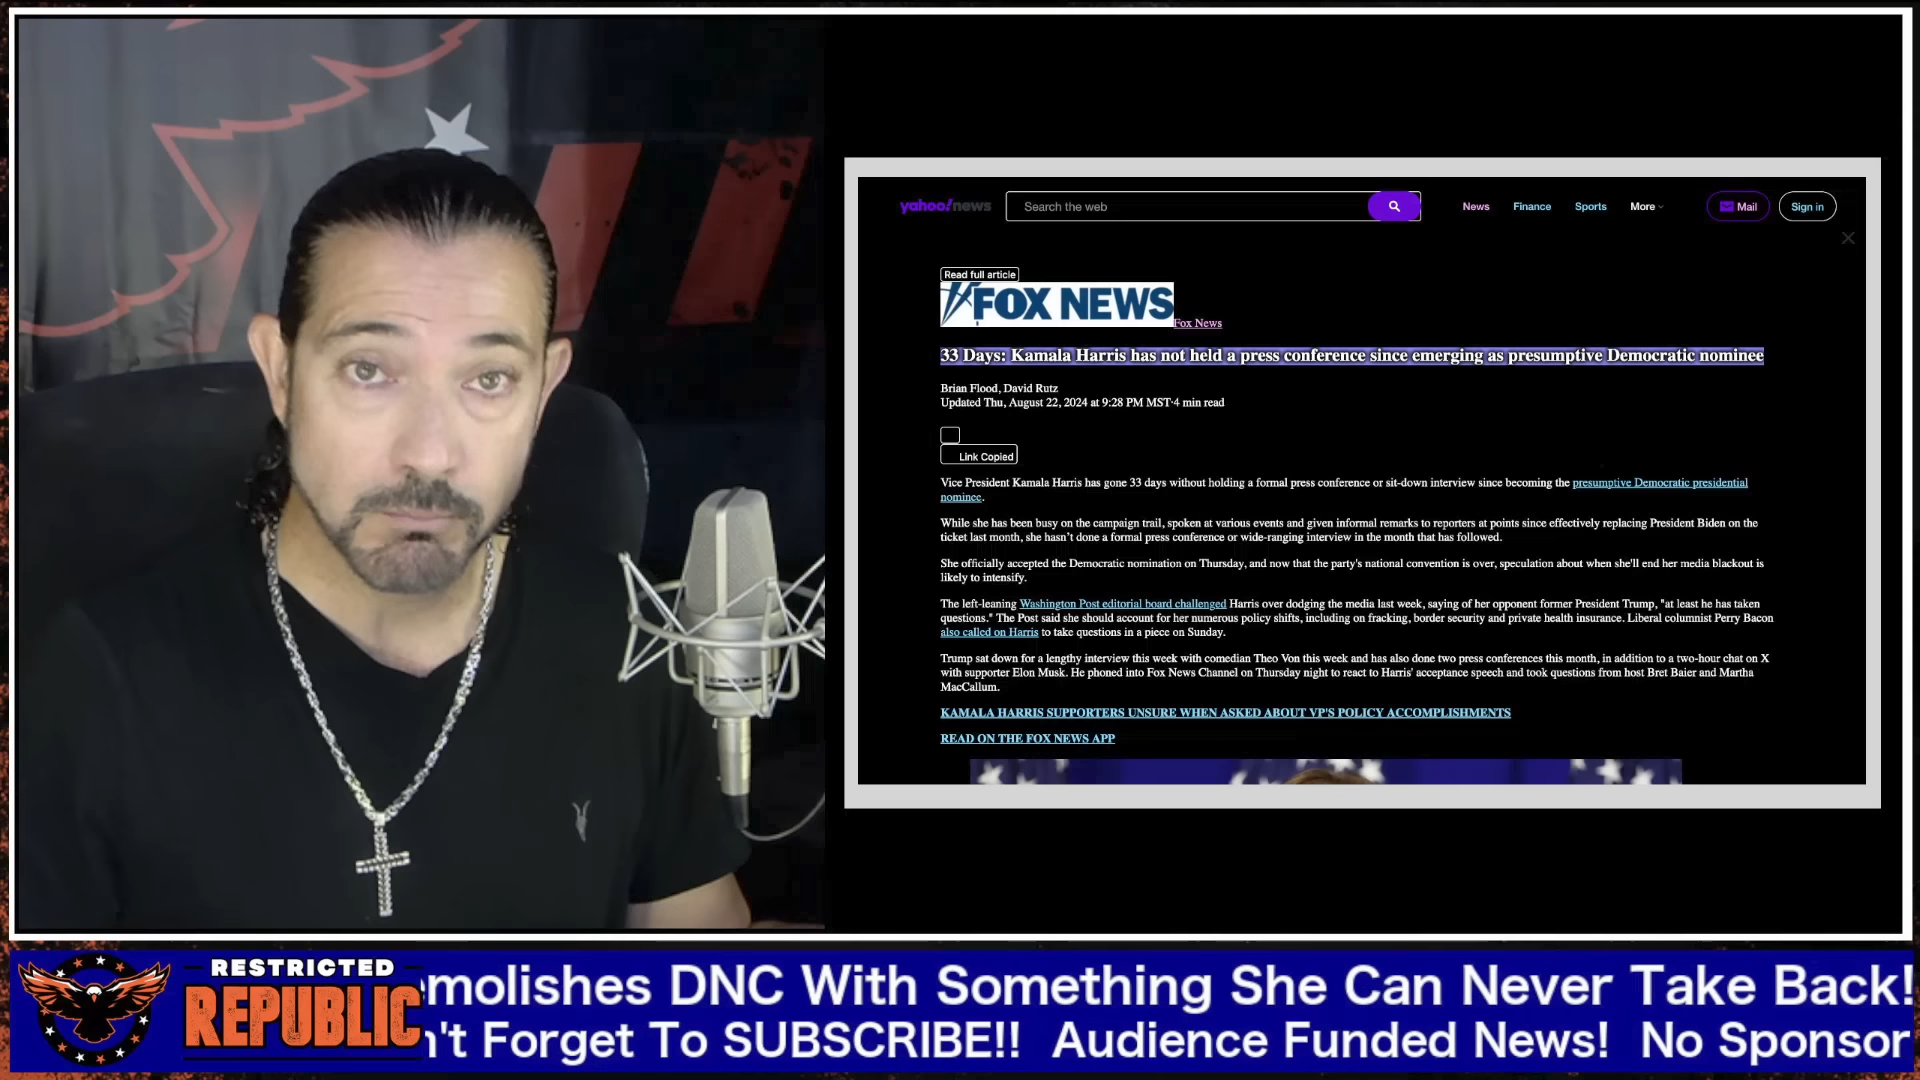 yahoo!news
Search the web
News
Finance
Sports
More
Mail
Sign in
Read full article
FOX NEWS
Fox News
33 Days: Kamala Harris has not held a press conference since emerging as presumptive Democratic nominee
Brian Flood, David Rutz
Updated Thu, August 22, 2024 at 9:28 PM MST·4 min read
Link Copied
Vice President Kamala Harris has gone 33 days without holding a formal press conference or sit-down interview since becoming the presumptive Democratic presidential
nominee.
While she has been busy on the campaign trail, spoken at various events and given informal remarks to reporters at points since effectively replacing President Biden on the
ticket last month, she hasn't done a formal press conference or wide-ranging interview in the month that has followed.
She officially accepted the Democratic nomination on Thursday, and now that the party's national convention is over, speculation about when she'll end her media blackout is
likely to intensify.
The left-leaning Washington Post editorial board challenged Harris over dodging the media last week, saying of her opponent former President Trump, "at least he has taken
questions." The Post said she should account for her numerous policy shifts, including on fracking, border security and private health insurance. Liberal columnist Perry Bacon
also called on Harris to take questions in a piece on Sunday.
Trump sat down for a lengthy interview this week with comedian Theo Von this week and has also done two press conferences this month, in addition to a two-hour chat on X
with supporter Elon Musk. He phoned into Fox News Channel on Thursday night to react to Harris' acceptance speech and took questions from host Bret Baier and Martha
MacCallum.
KAMALA HARRIS SUPPORTERS UNSURE WHEN ASKED ABOUT VP'S POLICY ACCOMPLISHMENTS
READ ON THE FOX NEWS APP
RESTRICTED
REPUBLIC
molishes DNC With Something She Can Never Take Back!
n't Forget To SUBSCRIBE!! Audience Funded News! No Sponsor